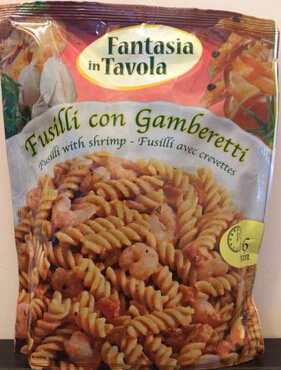 Fantasia
in Tavola
Fusilli con Gamberetti
Fusilli with shrimp - Fusilli avec crevettes
6